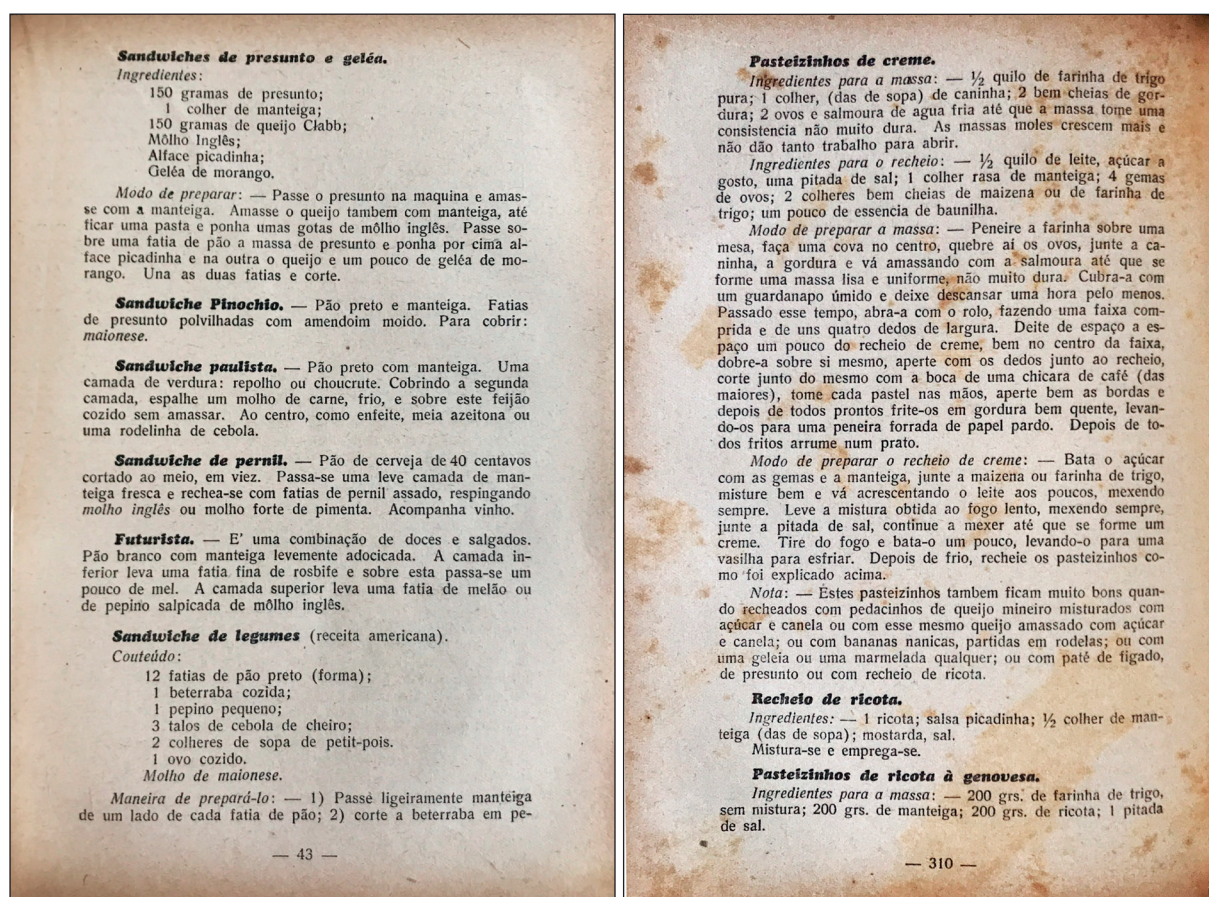 Sandwiches de presunto e geléa.
Ingredientes:
150 gramas de presunto;
1 colher de manteiga;
150 gramas de queijo Clabb;
Môlho Inglês;
Alface picadinha;
Geléa de morango.
Modo de preparar: — Passe o presunto na maquina e amas-
se com a manteiga. Amasse o queijo tambem com manteiga, até
ficar uma pasta e ponha umas gotas de môlho inglês. Passe so-
bre uma fatia de pão a massa de presunto e ponha por cima al-
face picadinha e na outra o queijo e um pouco de geléa de mo-
rango. Una as duas fatias e corte.
Sandwiche Pinochio. — Pão preto e manteiga. Fatias
de presunto polvilhadas com amendoim moido. Para cobrir:
maionese.
Sandwiche paulista. — Pão preto com manteiga. Uma
camada de verdura: repolho ou choucrute. Cobrindo a segunda
camada, espalhe um molho de carne, frio, e sobre este feijão
cozido sem amassar. Ao centro, como enfeite, meia azeitona ou
uma rodelinha de cebola.
Sandwiche de pernil. — Pão de cerveja de 40 centavos
cortado ao meio, em viez. Passa-se uma leve camada de man-
teiga fresca e rechea-se com fatias de pernil assado, respingando
molho inglês ou molho forte de pimenta. Acompanha vinho.
Futurista. — E' uma combinação de doces e salgados.
Pão branco com manteiga levemente adocicada. A camada in-
ferior leva uma fatia fina de rosbife e sobre esta passa-se um
pouco de mel. A camada superior leva uma fatia de melão ou
de pepino salpicada de môlho inglês.
Sandwiche de legumes (receita americana).
Couteúdo:
12 fatias de pão preto (forma);
1 beterraba cozida;
1 pepino pequeno;
3 talos de cebola de cheiro;
2 colheres de sopa de petit-pois.
1 ovo cozido.
Molho de maionese.
Maneira de prepará-lo: — 1) Passe ligeiramente manteiga
de um lado de cada fatia de pão; 2) corte a beterraba em pe-
— 43 —
Pasteizinhos de creme.
Ingredientes para a massa: — ½ quilo de farinha de trigo
pura; 1 colher, (das de sopa) de caninha; 2 bem cheias de gor-
dura; 2 ovos e salmoura de agua fria até que a massa tome uma
consistencia não muito dura. As massas moles crescem mais e
não dão tanto trabalho para abrir.
Ingredientes para o recheio: — ½ quilo de leite, açúcar a
gosto, uma pitada de sal; 1 colher rasa de manteiga; 4 gemas
de ovos; 2 colheres bem cheias de maizena ou de farinha de
trigo; um pouco de essencia de baunilha.
Modo de preparar a massa: — Peneire a farinha sobre uma
mesa, faça uma cova no centro, quebre aí os ovos, junte a ca-
ninha, a gordura e vá amassando com a salmoura até que se
forme uma massa lisa e uniforme, não muito dura. Cubra-a com
um guardanapo úmido e deixe descansar uma hora pelo menos.
Passado esse tempo, abra-a com o rolo, fazendo uma faixa com-
prida e de uns quatro dedos de largura. Deite de espaço a es-
paço um pouco do recheio de creme, bem no centro da faixa,
dobre-a sobre si mesmo, aperte com os dedos junto ao recheio,
corte junto do mesmo com a boca de uma chicara de café (das
maiores), tome cada pastel nas mãos, aperte bem as bordas e
depois de todos prontos frite-os em gordura bem quente, levan-
do-os para uma peneira forrada de papel pardo. Depois de to-
dos fritos arrume num prato.
Modo de preparar o recheio de creme: — Bata o açúcar
com as gemas e a manteiga, junte a maizena ou farinha de trigo,
misture bem e vá acrescentando o leite aos poucos, mexendo
sempre. Leve a mistura obtida ao fogo lento, mexendo sempre,
junte a pitada de sal, continue a mexer até que se forme um
creme. Tire do fogo e bata-o um pouco, levando-o para uma
vasilha para esfriar. Depois de frio, recheie os pasteizinhos co-
mo foi explicado acima.
Nota: — Estes pasteizinhos tambem ficam muito bons quan-
do recheados com pedacinhos de queijo mineiro misturados com
açúcar e canela ou com esse mesmo queijo amassado com açúcar
e canela; ou com bananas nanicas, partidas em rodelas; ou com
uma geleia ou uma marmelada qualquer; ou com paté de figado,
de presunto ou com recheio de ricota.
Recheio de ricota.
Ingredientes: — 1 ricota; salsa picadinha; ½ colher de man-
teiga (das de sopa); mostarda, sal.
Mistura-se e emprega-se.
Pasteizinhos de ricota à genovesa.
Ingredientes para a massa: — 200 grs. de farinha de trigo,
sem mistura; 200 grs. de manteiga; 200 grs. de ricota; 1 pitada
de sal.
— 310 —